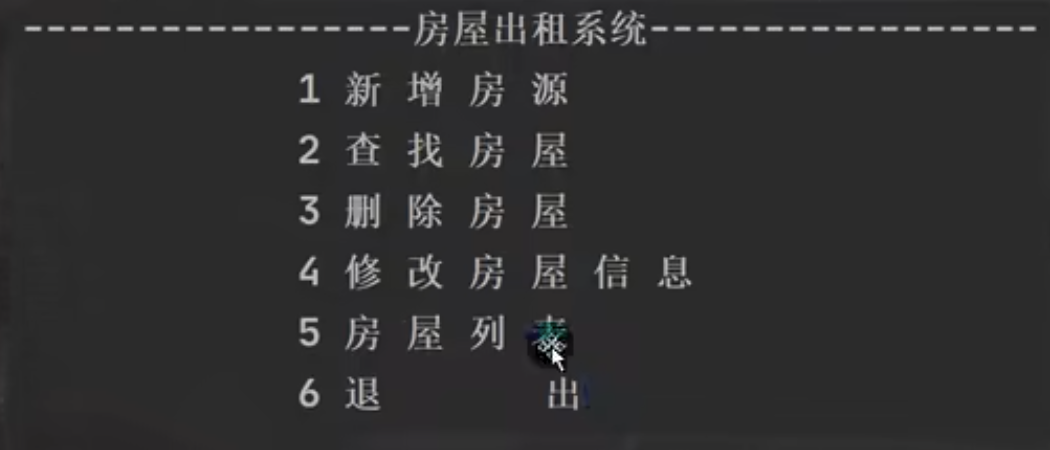 -----------------房屋出租系统-----------------
1 新 增 房 源
2 查 找 房 屋
3 删 除 房 屋
4 修 改 房 屋 信 息
5 房 屋 列 表
6 退 出